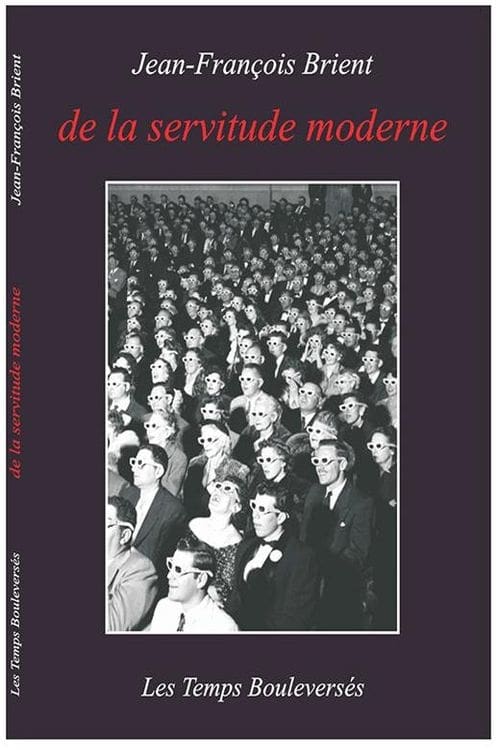 Jean-François Brient
de la servitude moderne
Les Temps Bouleversés
Jean-François Brient
de la servitude moderne
Les Temps Bouleversés